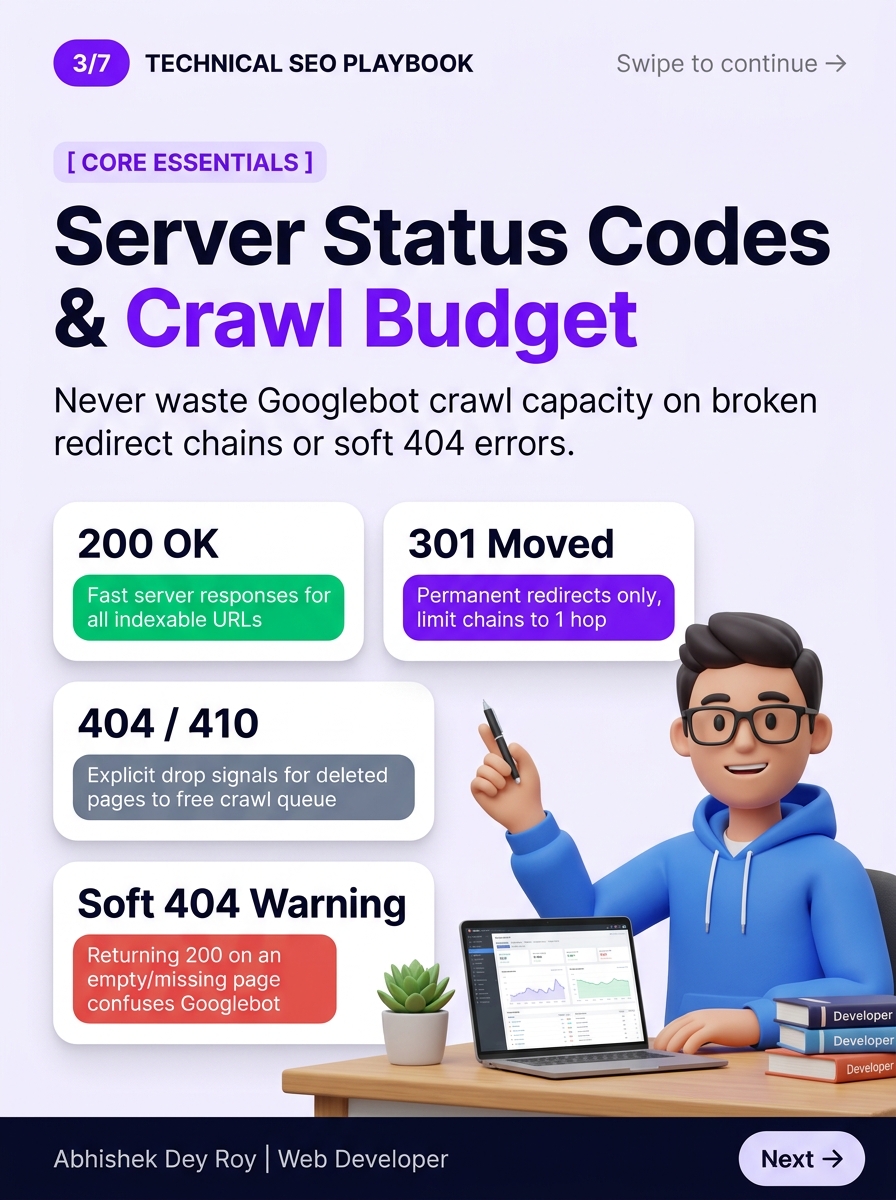 3/7 TECHNICAL SEO PLAYBOOK
Swipe to continue →
[ CORE ESSENTIALS ]
Server Status Codes
& Crawl Budget
Never waste Googlebot crawl capacity on broken
redirect chains or soft 404 errors.
200 OK
Fast server responses for
all indexable URLs
301 Moved
Permanent redirects only,
limit chains to 1 hop
404 / 410
Explicit drop signals for deleted
pages to free crawl queue
Soft 404 Warning
Returning 200 on an
empty/missing page
confuses Googlebot
Developer
Developer
Developer
Abhishek Dey Roy | Web Developer
Next →